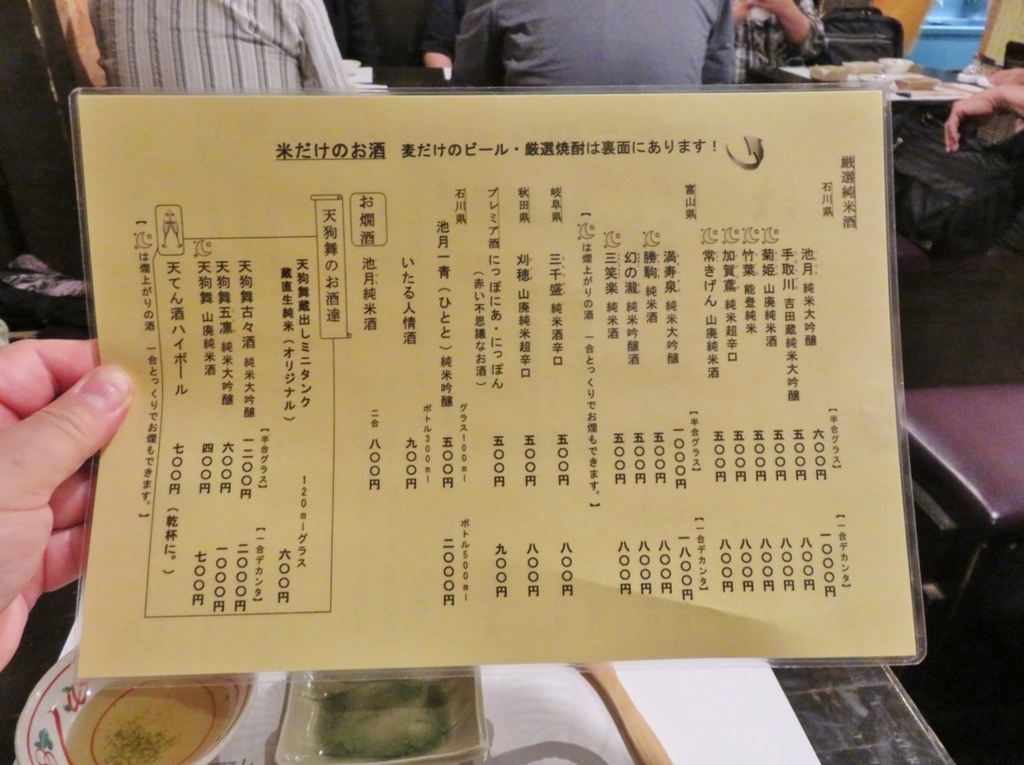 米だけのお酒 麦だけのビール・厳選焼酎は裏面にあります！
厳選純米酒
石川県
【半合グラス】 【一合デカンタ】
池月 純米大吟醸 六〇〇円 一〇〇〇円
手取川 吉田蔵純米大吟醸 五〇〇円 八〇〇円
菊姫 山廃純米酒 五〇〇円 八〇〇円
竹葉 能登純米 五〇〇円 八〇〇円
加賀鳶 純米超辛口 五〇〇円 八〇〇円
常きげん 山廃純米酒 五〇〇円 八〇〇円
富山県
【半合グラス】 【一合デカンタ】
満寿泉 純米大吟醸 一〇〇〇円 一八〇〇円
勝駒 純米酒 五〇〇円 八〇〇円
幻の瀧 純米吟醸酒 五〇〇円 八〇〇円
三笑楽 純米酒 五〇〇円 八〇〇円
【 は燗上がりの酒 一合とっくりでお燗もできます。】
岐阜県 三千盛 純米酒辛口 五〇〇円 八〇〇円
秋田県 刈穂 山廃純米超辛口 五〇〇円 八〇〇円
プレミア酒 にっぽにあ・にっぽん 五〇〇円 九〇〇円
（赤い不思議なお酒）
石川県 グラス100ml ボトル500ml
池月一青（ひとと）純米吟醸 五〇〇円 二〇〇〇円
ボトル300ml
いたる人情酒 九〇〇円
お燗酒
二合
池月純米酒 八〇〇円
天狗舞のお酒達
天狗舞蔵出しミニタンク 120mlグラス
蔵直生純米（オリジナル） 六〇〇円
【半合グラス】 【一合デカンタ】
天狗舞古々酒 純米大吟醸 一二〇〇円 二〇〇〇円
天狗舞五凛 純米大吟醸 六〇〇円 一〇〇〇円
天狗舞 山廃純米酒 四〇〇円 七〇〇円
天てん酒ハイボール 七〇〇円（乾杯に。）
【 は燗上がりの酒 一合とっくりでお燗もできます。】